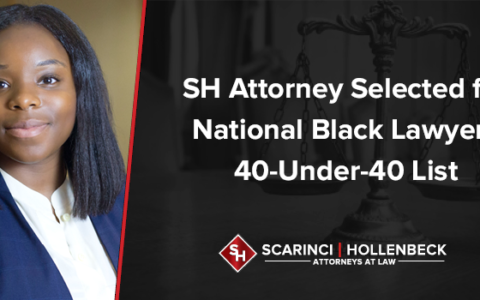 SH Attorney Selected f
National Black Lawyer
40-Under-40 List
SH SCARINCI | HOLLENBECK
ATTORNEYS AT LAW